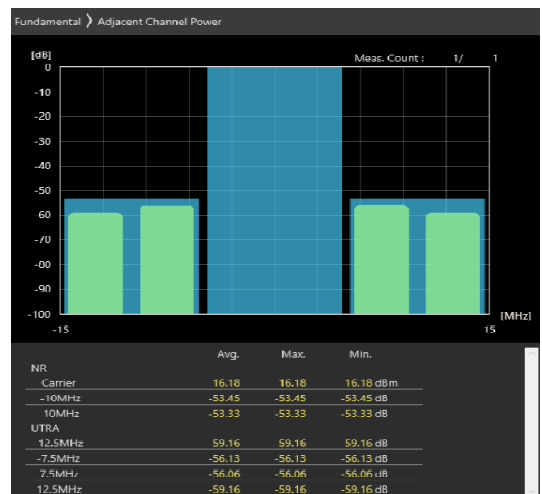 Fundamental ❯ Adjacent Channel Power
[dB] Meas. Count : 1/ 1
0
-10
-20
-30
-40
-50
60
-70
-80
-90
-100 [MHz]
-15 15
Avg. Max. Min.
NR
Carrier 16.18 16.18 16.18 dBm
-10MHz -53.45 -53.45 -53.45 dB
10MHz -53.33 -53.33 -53.33 dB
UTRA
12.5MHz 59.16 59.16 59.16 dB
-7.5MHz -56.13 -56.13 -56.13 dB
7.5MHz -56.06 -56.06 -56.06 dB
12.5MHz -59.16 -59.16 -59.16 dB